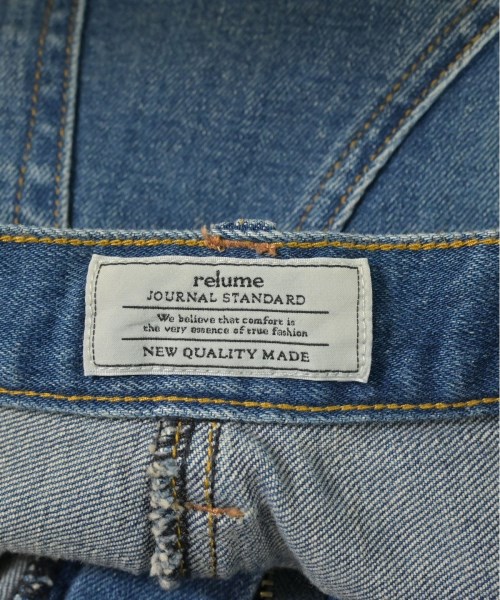 relume
JOURNAL STANDARD
We believe that comfort is
the very essence of true fashion
NEW QUALITY MADE